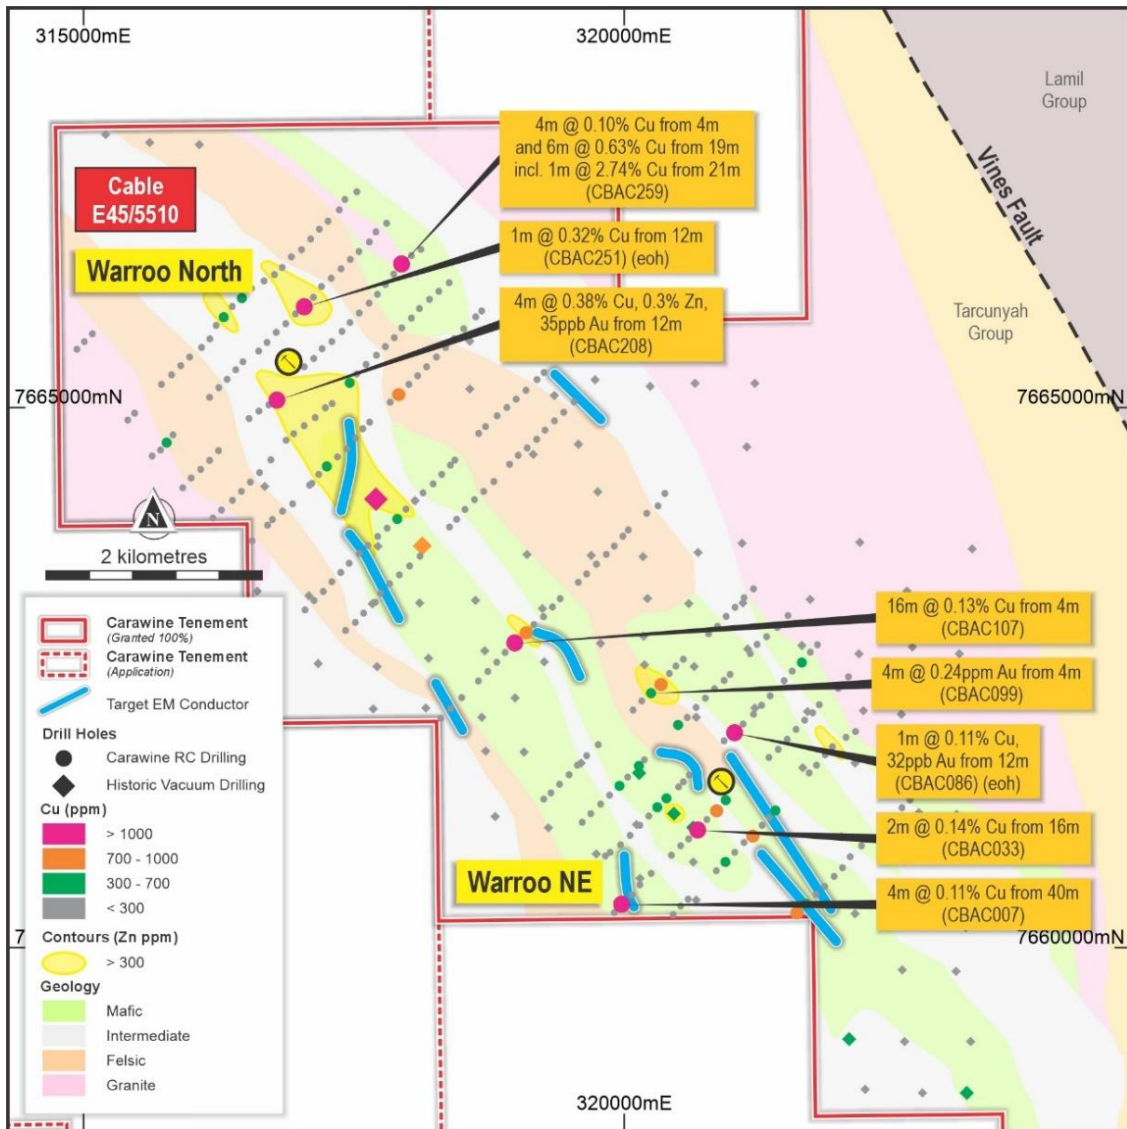 315000mE
320000mE
Lamil
Group
Vines Fault
Tarcunyah
Group
Cable
E45/5510
Warroo North
4m @ 0.10% Cu from 4m
and 6m @ 0.63% Cu from 19m
incl. 1m @ 2.74% Cu from 21m
(CBAC259)
1m @ 0.32% Cu from 12m
(CBAC251) (eoh)
4m @ 0.38% Cu, 0.3% Zn,
35ppb Au from 12m
(CBAC208)
7665000mN
7665000mN
N
2 kilometres
16m @ 0.13% Cu from 4m
(CBAC107)
4m @ 0.24ppm Au from 4m
(CBAC099)
1m @ 0.11% Cu,
32ppb Au from 12m
(CBAC086) (eoh)
2m @ 0.14% Cu from 16m
(CBAC033)
4m @ 0.11% Cu from 40m
(CBAC007)
Warroo NE
7660000mN
7
Carawine Tenement
(Granted 100%)
Carawine Tenement
(Application)
Target EM Conductor
Drill Holes
Carawine RC Drilling
Historic Vacuum Drilling
Cu (ppm)
> 1000
700 - 1000
300 - 700
< 300
Contours (Zn ppm)
> 300
Geology
Mafic
Intermediate
Felsic
Granite
320000mE